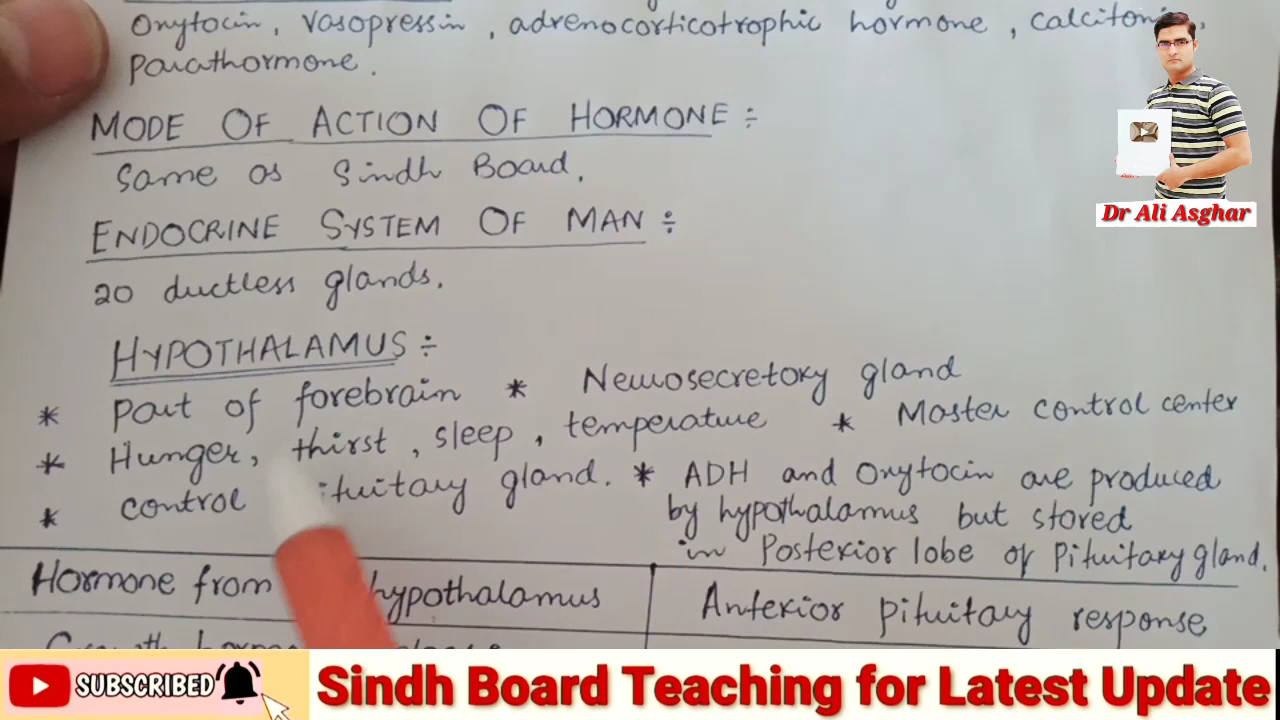 Oxytocin, vasopressin, adrenocorticotrophic hormone, calcitonin,
parathormone.
MODE OF ACTION OF HORMONE ÷
Same as Sindh Board.
ENDOCRINE SYSTEM OF MAN ÷
20 ductless glands.
HYPOTHALAMUS ÷
* Part of forebrain * Neurosecretory gland
* Hunger, thirst, sleep, temperature * Master control center
* control pituitary gland. * ADH and Oxytocin are produced
by hypothalamus but stored
in Posterior lobe of Pituitary gland.
Hormone from hypothalamus
Anterior pituitary response
Dr Ali Asghar
SUBSCRIBED
Sindh Board Teaching for Latest Update